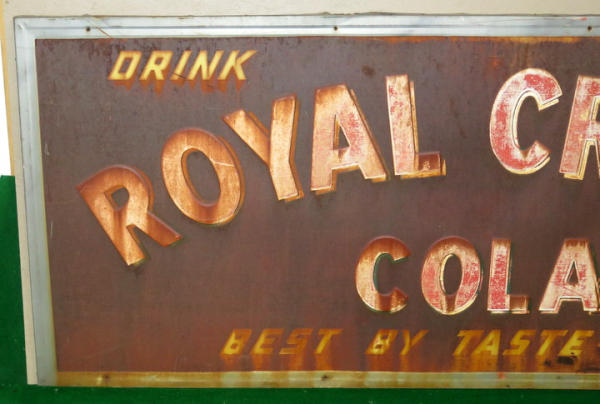 DRINK
ROYAL CR
COLA
BEST BY TASTE-